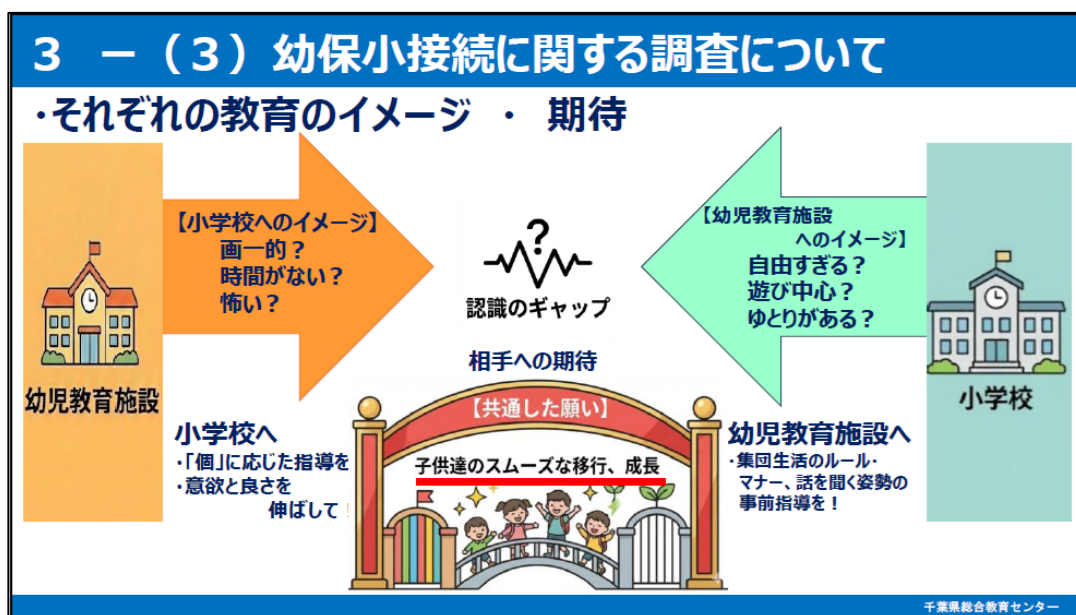 ３　－（３）幼保小接続に関する調査について
・それぞれの教育のイメージ　・　期待
幼児教育施設
【小学校へのイメージ】
画一的？
時間がない？
怖い？
?
認識のギャップ
【幼児教育施設
へのイメージ】
自由すぎる？
遊び中心？
ゆとりがある？
小学校
相手への期待
【共通した願い】
子供達のスムーズな移行、成長
小学校へ
・「個」に応じた指導を
・意欲と良さを
伸ばして！
幼児教育施設へ
・集団生活のルール・
マナー、話を聞く姿勢の
事前指導を！
千葉県総合教育センター